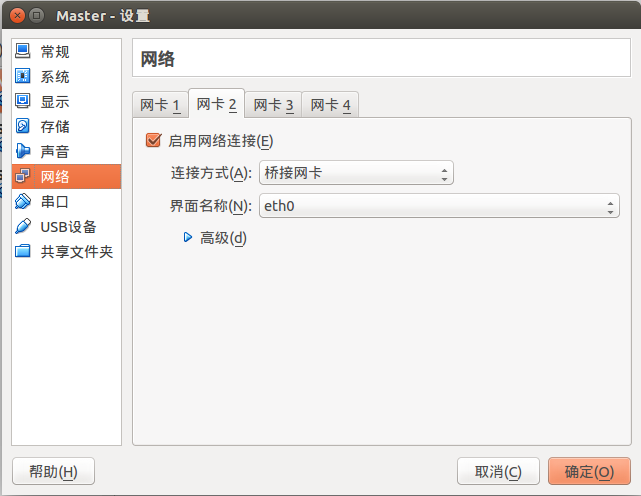 Master - 设置
常规
系统
显示
存储
声音
网络
串口
USB设备
共享文件夹
网络
网卡 1 网卡 2 网卡 3 网卡 4
启用网络连接(E)
连接方式(A): 桥接网卡
界面名称(N): eth0
高级(d)
帮助(H) 取消(C) 确定(O)